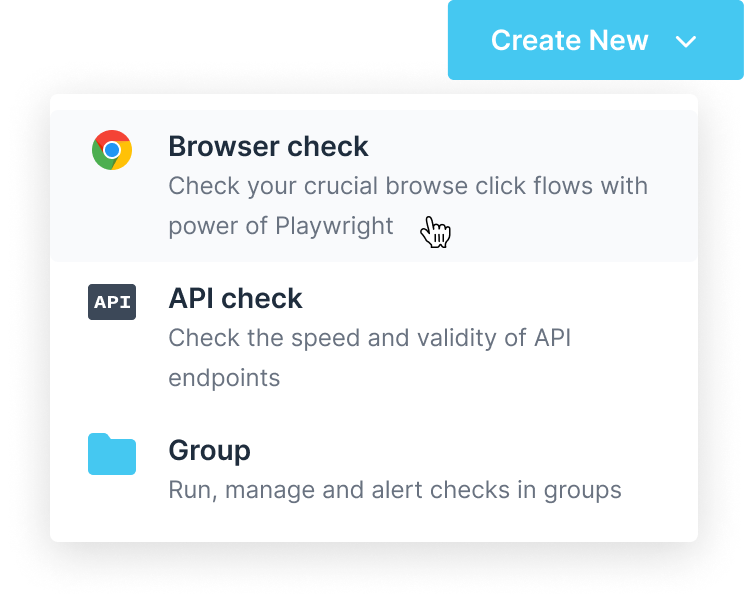 Create New
Browser check
Check your crucial browse click flows with
power of Playwright
API
API check
Check the speed and validity of API
endpoints
Group
Run, manage and alert checks in groups